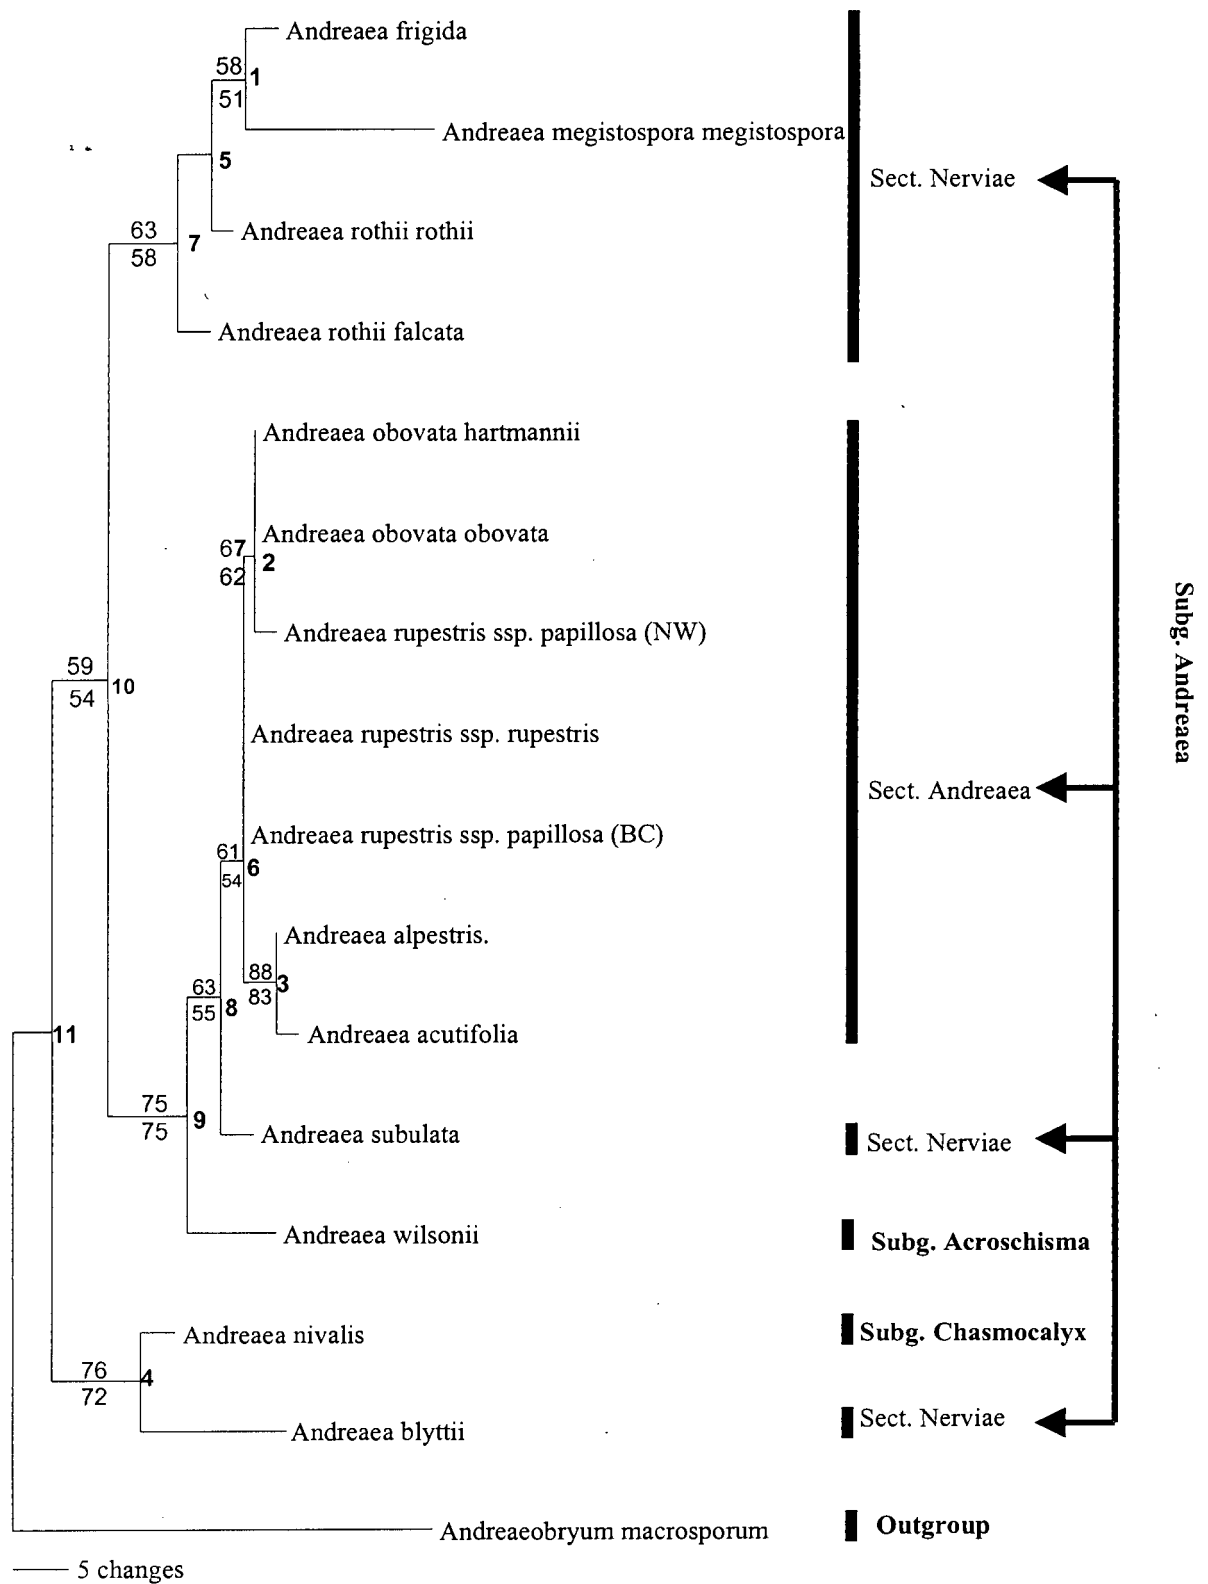 Andreaea frigida
58
1
51
Andreaea megistospora megistospora
5
Sect. Nerviae
63
Andreaea rothii rothii
7
58
Andreaea rothii falcata
Andreaea obovata hartmannii
Andreaea obovata obovata
67
2
62
Andreaea rupestris ssp. papillosa (NW)
Subg. Andreaea
59
10
54
Andreaea rupestris ssp. rupestris
Sect. Andreaea
Andreaea rupestris ssp. papillosa (BC)
61
6
54
Andreaea alpestris.
88
3
83
63
8
55
Andreaea acutifolia
11
75
9
75
Andreaea subulata
Sect. Nerviae
Andreaea wilsonii
Subg. Acroschisma
Andreaea nivalis
Subg. Chasmocalyx
76
4
72
Andreaea blyttii
Sect. Nerviae
Andreaeobryum macrosporum
Outgroup
5 changes